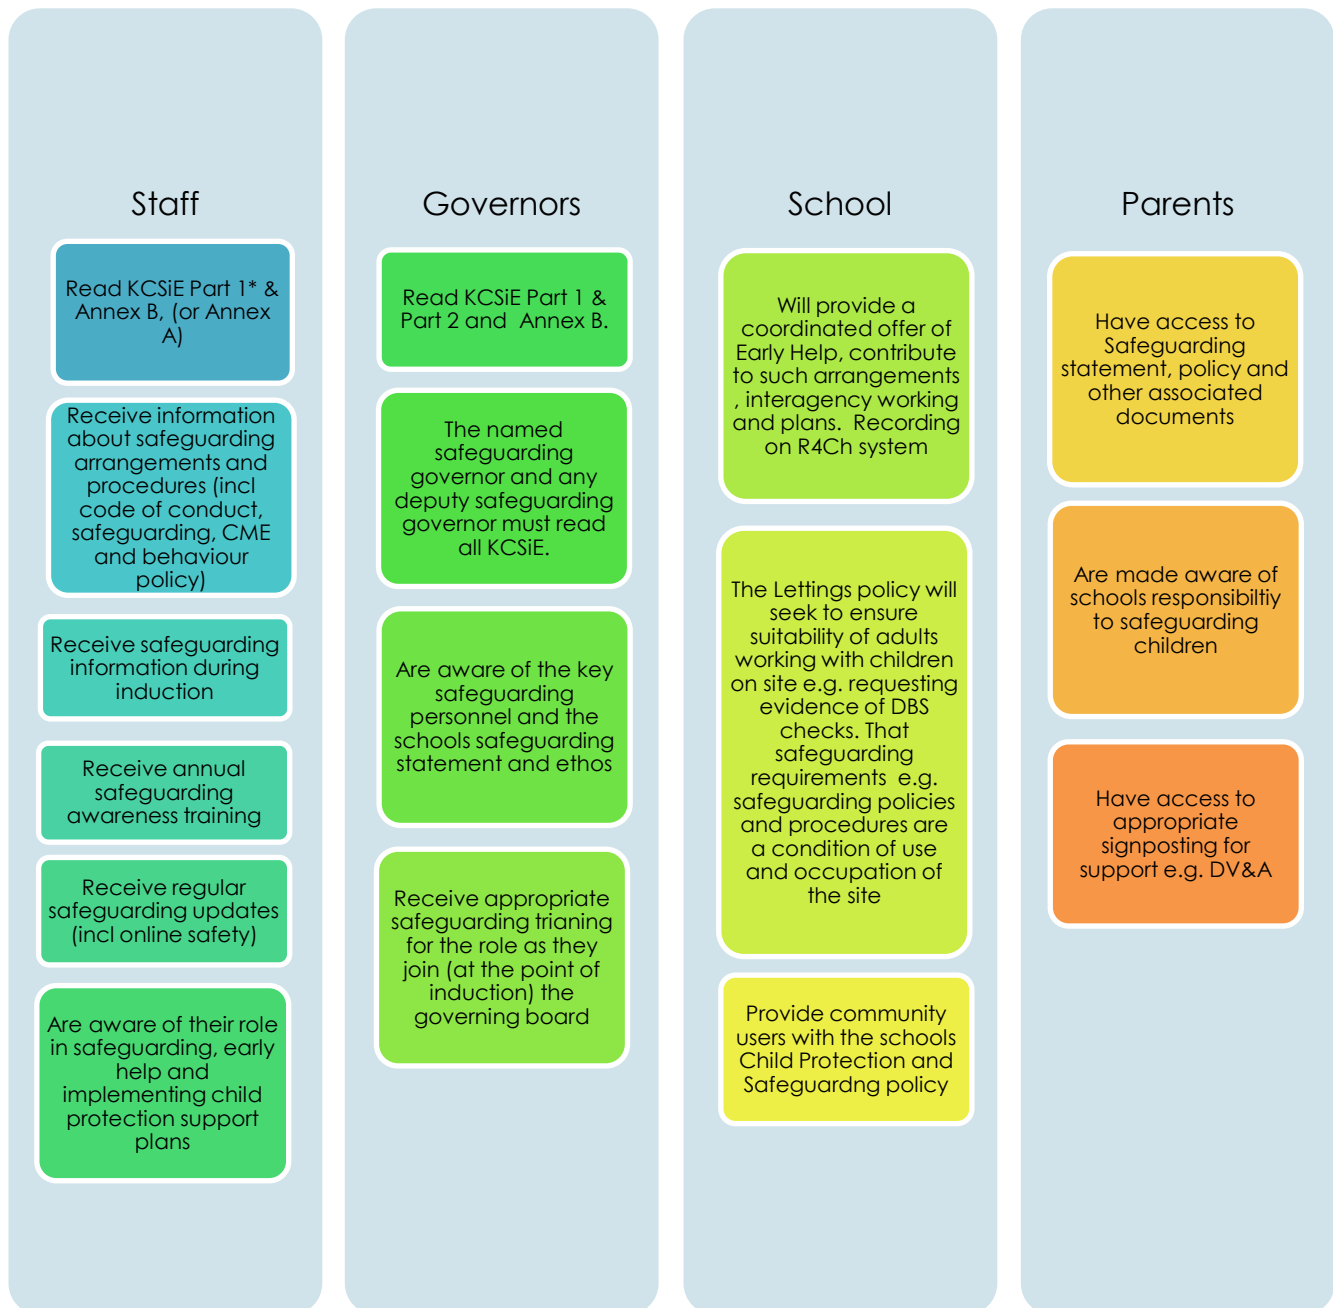 Staff
Read KCSiE Part 1* &
Annex B, (or Annex
A)
Receive information
about safeguarding
arrangements and
procedures (incl
code of conduct,
safeguarding, CME
and behaviour
policy)
Receive safeguarding
information during
induction
Receive annual
safeguarding
awareness training
Receive regular
safeguarding updates
(incl online safety)
Are aware of their role
in safeguarding, early
help and
implementing child
protection support
plans
Governors
Read KCSiE Part 1 &
Part 2 and  Annex B.
The named
safeguarding
governor and any
deputy safeguarding
governor must read
all KCSiE.
Are aware of the key
safeguarding
personnel and the
schools safeguarding
statement and ethos
Receive appropriate
safeguarding trianing
for the role as they
join (at the point of
induction) the
governing board
School
Will provide a
coordinated offer of
Early Help, contribute
to such arrangements
, interagency working
and plans.  Recording
on R4Ch system
The Lettings policy will
seek to ensure
suitability of adults
working with children
on site e.g. requesting
evidence of DBS
checks. That
safeguarding
requirements  e.g.
safeguarding policies
and procedures are
a condition of use
and occupation of
the site
Provide community
users with the schools
Child Protection and
Safeguardng policy
Parents
Have access to
Safeguarding
statement, policy and
other associated
documents
Are made aware of
schools responsibiltiy
to safeguarding
children
Have access to
appropriate
signposting for
support e.g. DV&A